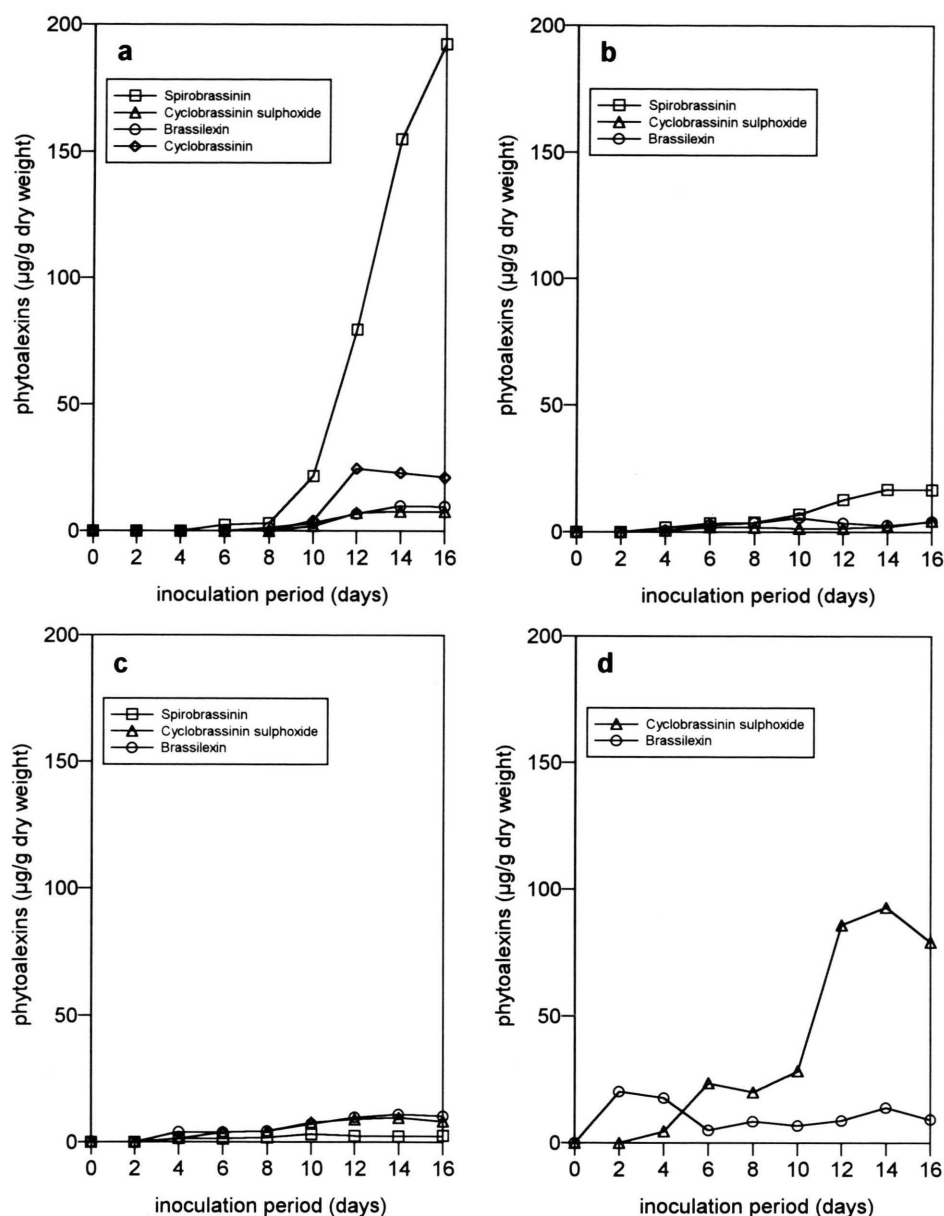 a
Spirobrassinin
Cyclobrassinin sulphoxide
Brassilexin
Cyclobrassinin
200
150
100
50
0
phytoalexins (µg/g dry weight)
0 2 4 6 8 10 12 14 16
inoculation period (days)
b
Spirobrassinin
Cyclobrassinin sulphoxide
Brassilexin
200
150
100
50
0
phytoalexins (µg/g dry weight)
0 2 4 6 8 10 12 14 16
inoculation period (days)
c
Spirobrassinin
Cyclobrassinin sulphoxide
Brassilexin
200
150
100
50
0
phytoalexins (µg/g dry weight)
0 2 4 6 8 10 12 14 16
inoculation period (days)
d
Cyclobrassinin sulphoxide
Brassilexin
200
150
100
50
0
phytoalexins (µg/g dry weight)
0 2 4 6 8 10 12 14 16
inoculation period (days)